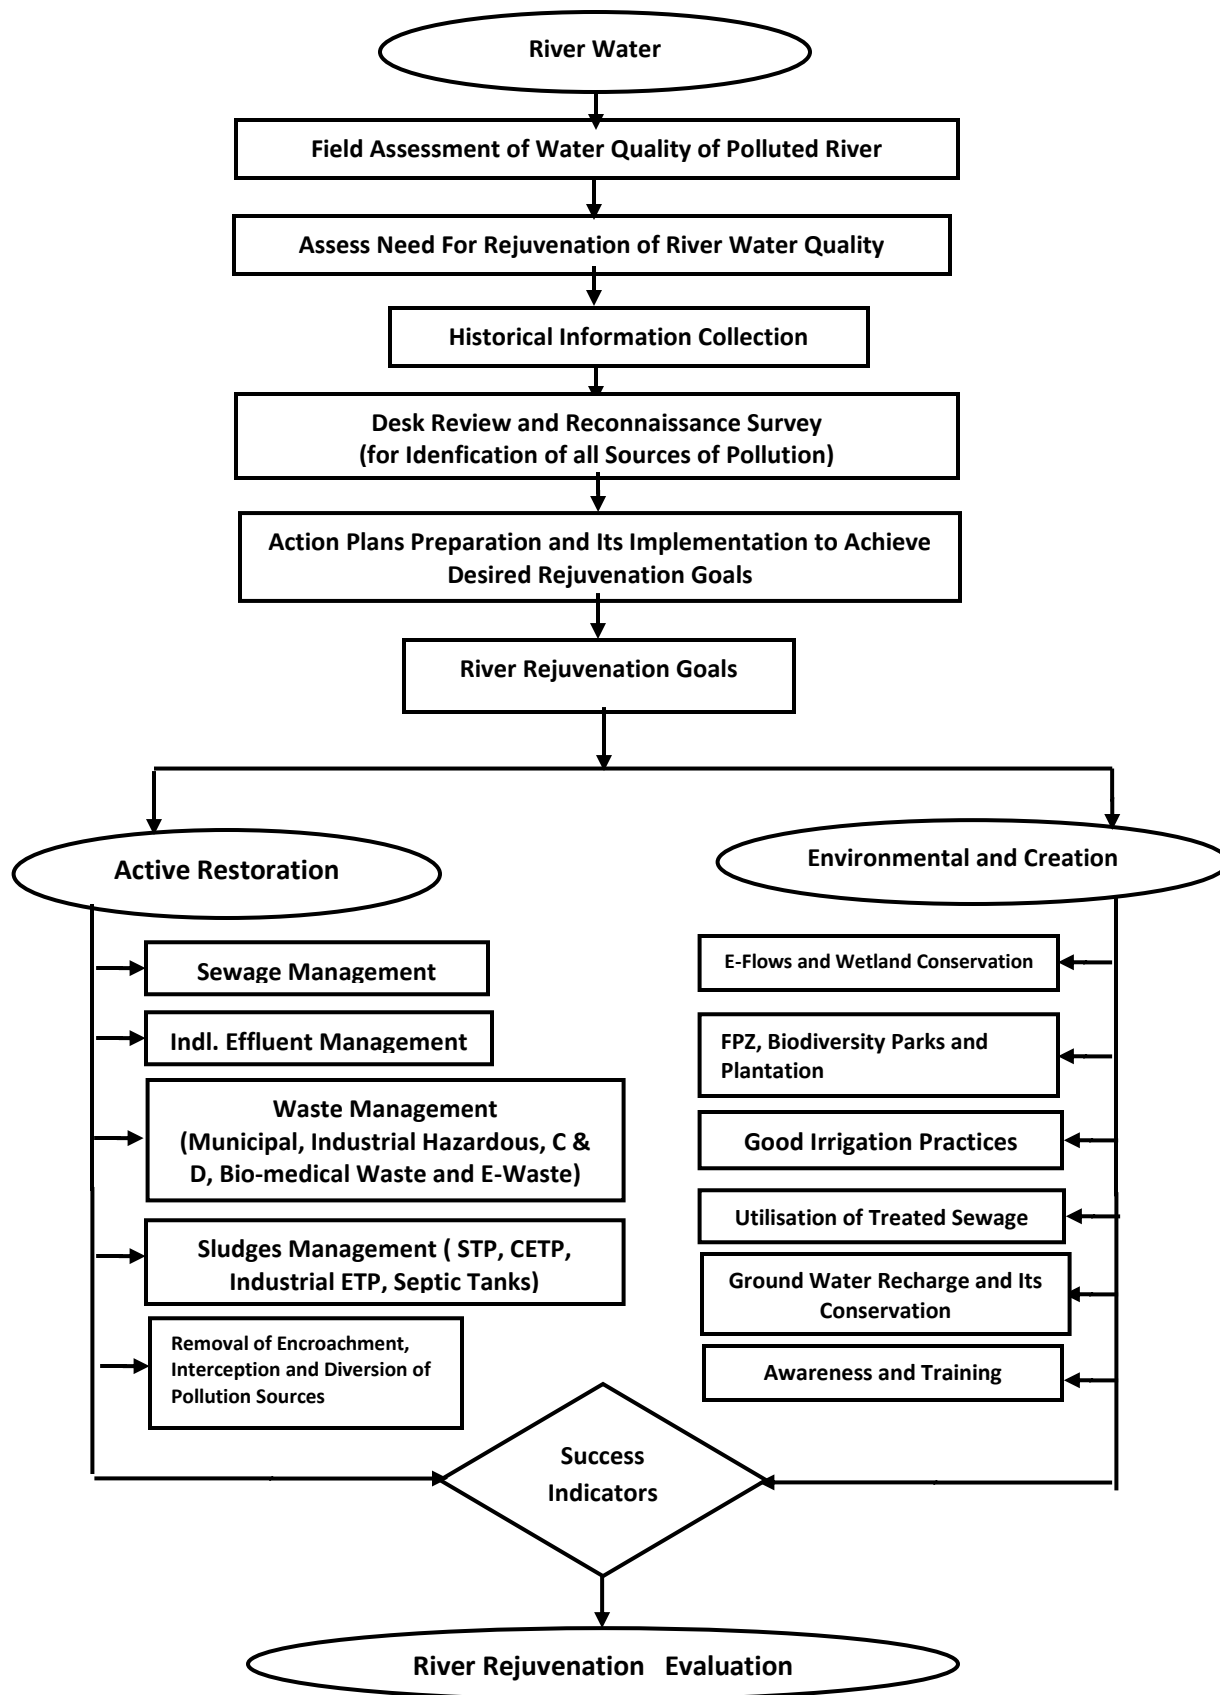 River Water
Field Assessment of Water Quality of Polluted River
Assess Need For Rejuvenation of River Water Quality
Historical Information Collection
Desk Review and Reconnaissance Survey
(for Idenfication of all Sources of Pollution)
Action Plans Preparation and Its Implementation to Achieve
Desired Rejuvenation Goals
River Rejuvenation Goals
Active Restoration
Sewage Management
Indl. Effluent Management
Waste Management
(Municipal, Industrial Hazardous, C &
D, Bio-medical Waste and E-Waste)
Sludges Management ( STP, CETP,
Industrial ETP, Septic Tanks)
Removal of Encroachment,
Interception and Diversion of
Pollution Sources
Environmental and Creation
E-Flows and Wetland Conservation
FPZ, Biodiversity Parks and
Plantation
Good Irrigation Practices
Utilisation of Treated Sewage
Ground Water Recharge and Its
Conservation
Awareness and Training
Success
Indicators
River Rejuvenation Evaluation